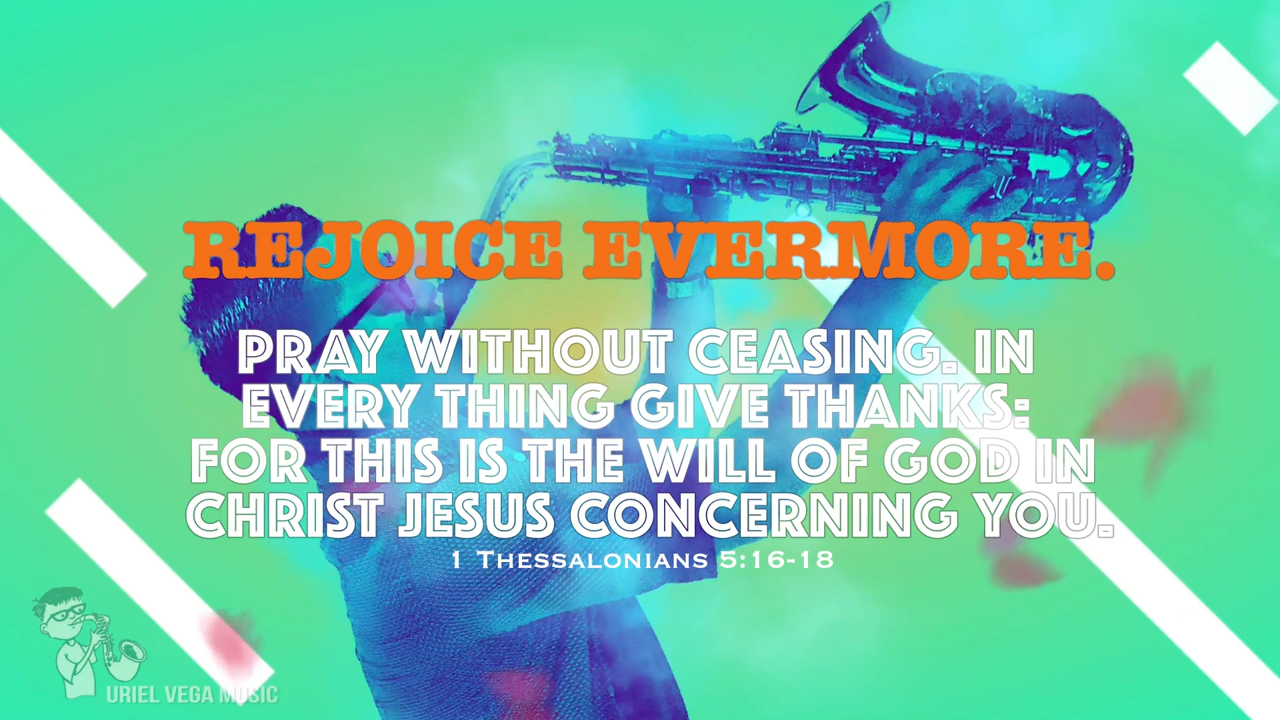 REJOICE EVERMORE.
PRAY WITHOUT CEASING. IN
EVERY THING GIVE THANKS:
FOR THIS IS THE WILL OF GOD IN
CHRIST JESUS CONCERNING YOU.
1 THESSALONIANS 5:16-18
URIEL VEGA MUSIC